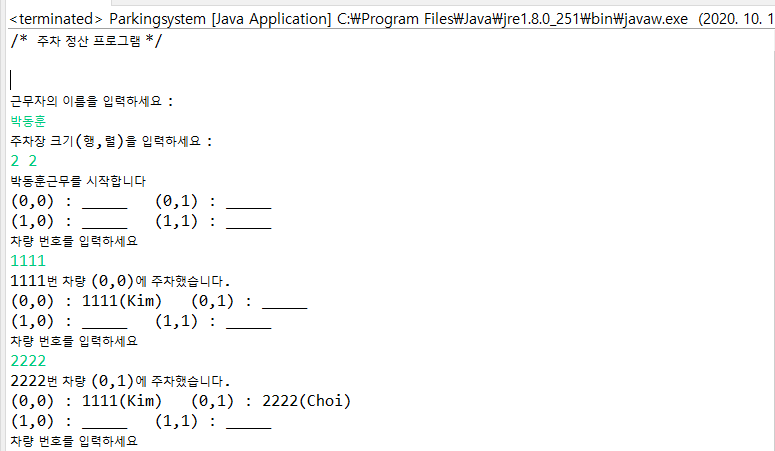 <terminated> Parkingsystem [Java Application] C:₩Program Files₩Java₩jre1.8.0_251₩bin₩javaw.exe (2020. 10. 1
/* 주차 정산 프로그램 */
근무자의 이름을 입력하세요 :
박동훈
주차장 크기(행,렬)을 입력하세요 :
2 2
박동훈근무를 시작합니다
(0,0) : _____ (0,1) : _____
(1,0) : _____ (1,1) : _____
차량 번호를 입력하세요
1111
1111번 차량 (0,0)에 주차했습니다.
(0,0) : 1111(Kim) (0,1) : _____
(1,0) : _____ (1,1) : _____
차량 번호를 입력하세요
2222
2222번 차량 (0,1)에 주차했습니다.
(0,0) : 1111(Kim) (0,1) : 2222(Choi)
(1,0) : _____ (1,1) : _____
차량 번호를 입력하세요